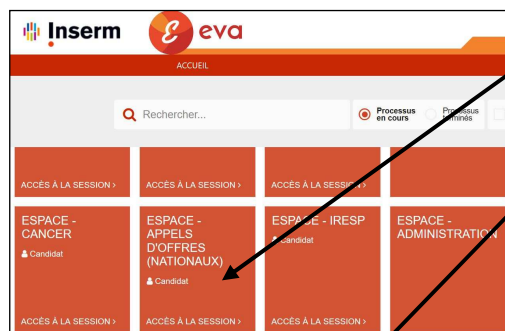 Inserm
eva
ACCUEIL
Rechercher...
Processus
en cours
Processus
terminés
ACCÈS À LA SESSION >
ACCÈS À LA SESSION >
ACCÈS À LA SESSION >
ESPACE -
CANCER
Candidat
ACCÈS À LA SESSION >
ESPACE -
APPELS
D'OFFRES
(NATIONAUX)
Candidat
ACCÈS À LA SESSION >
ESPACE - IRESP
Candidat
ACCÈS À LA SESSION >
ESPACE -
ADMINISTRATION